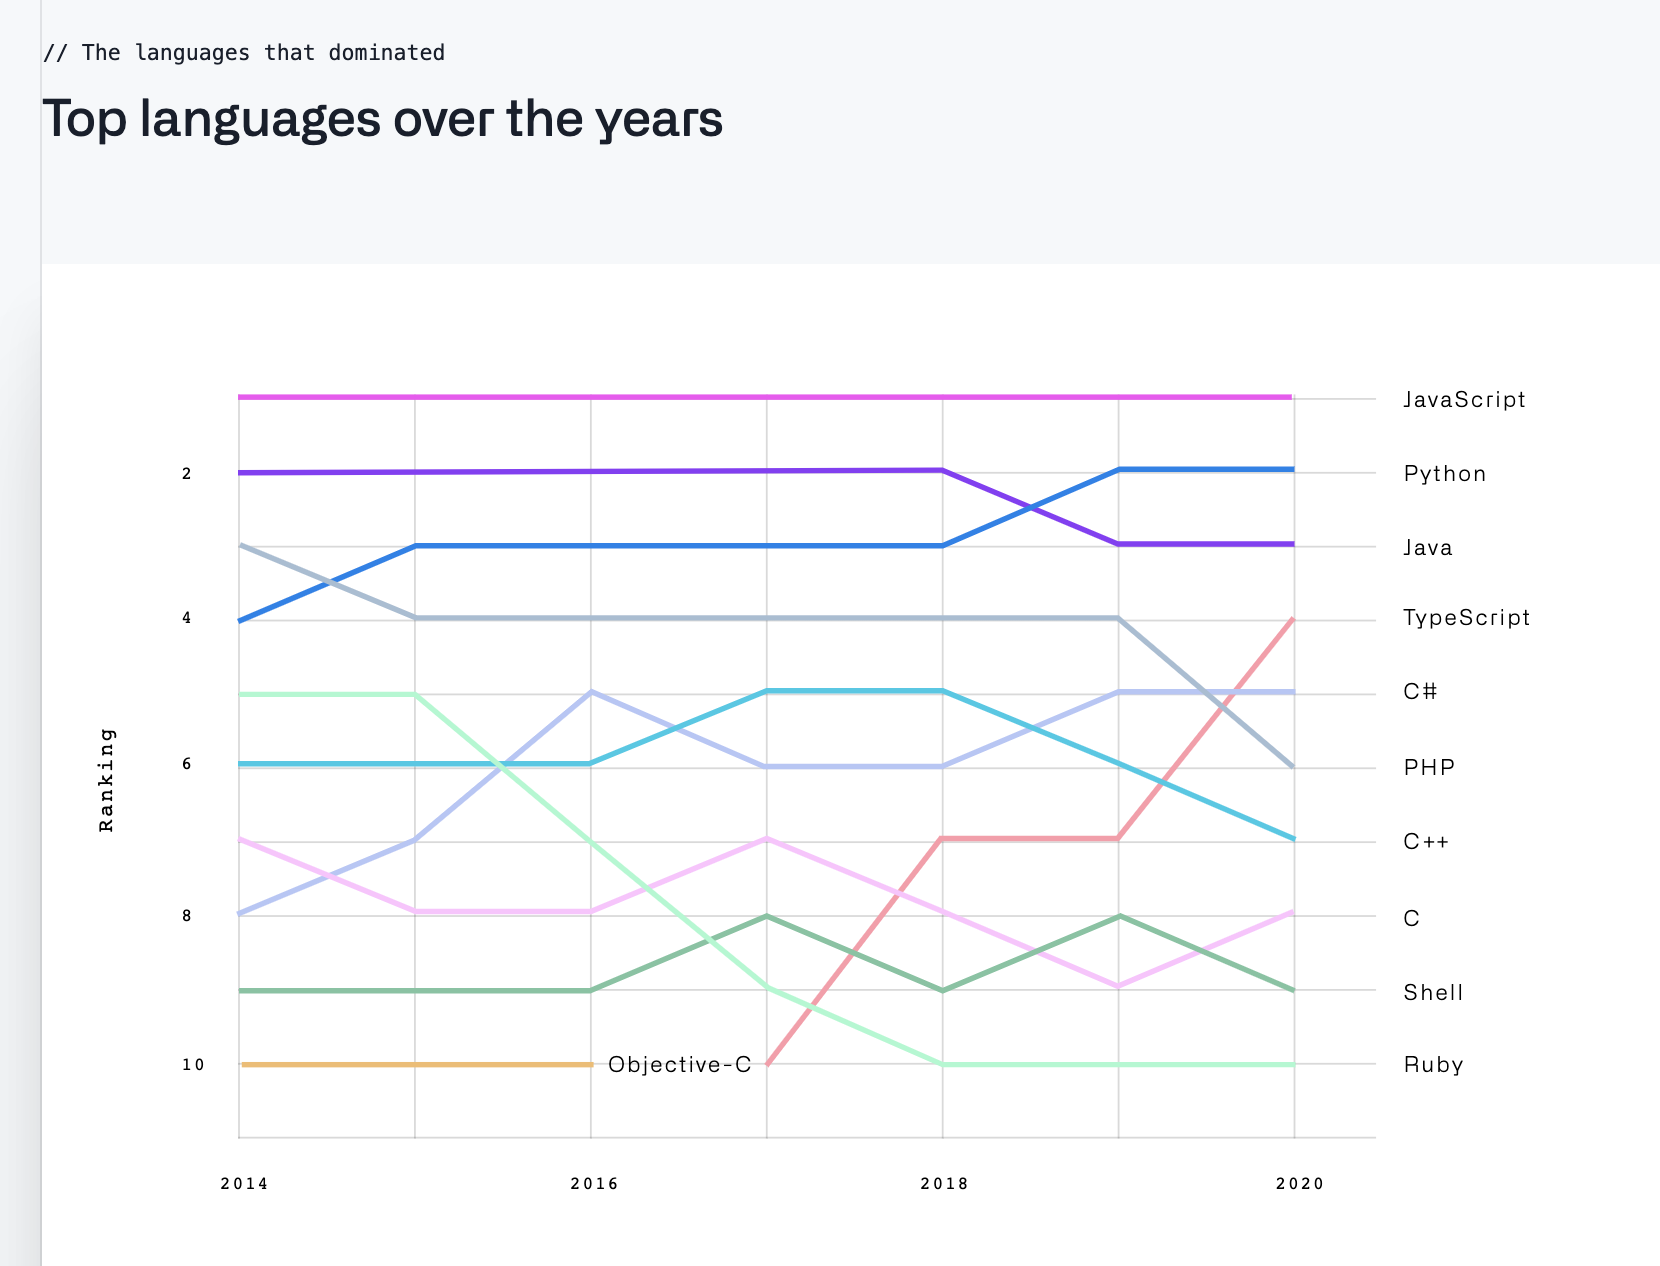 // The languages that dominated
Top languages over the years
JavaScript
2
Python
Java
4
TypeScript
C#
Ranking
6
PHP
C++
8
C
Shell
10
Objective-C
Ruby
2014
2016
2018
2020